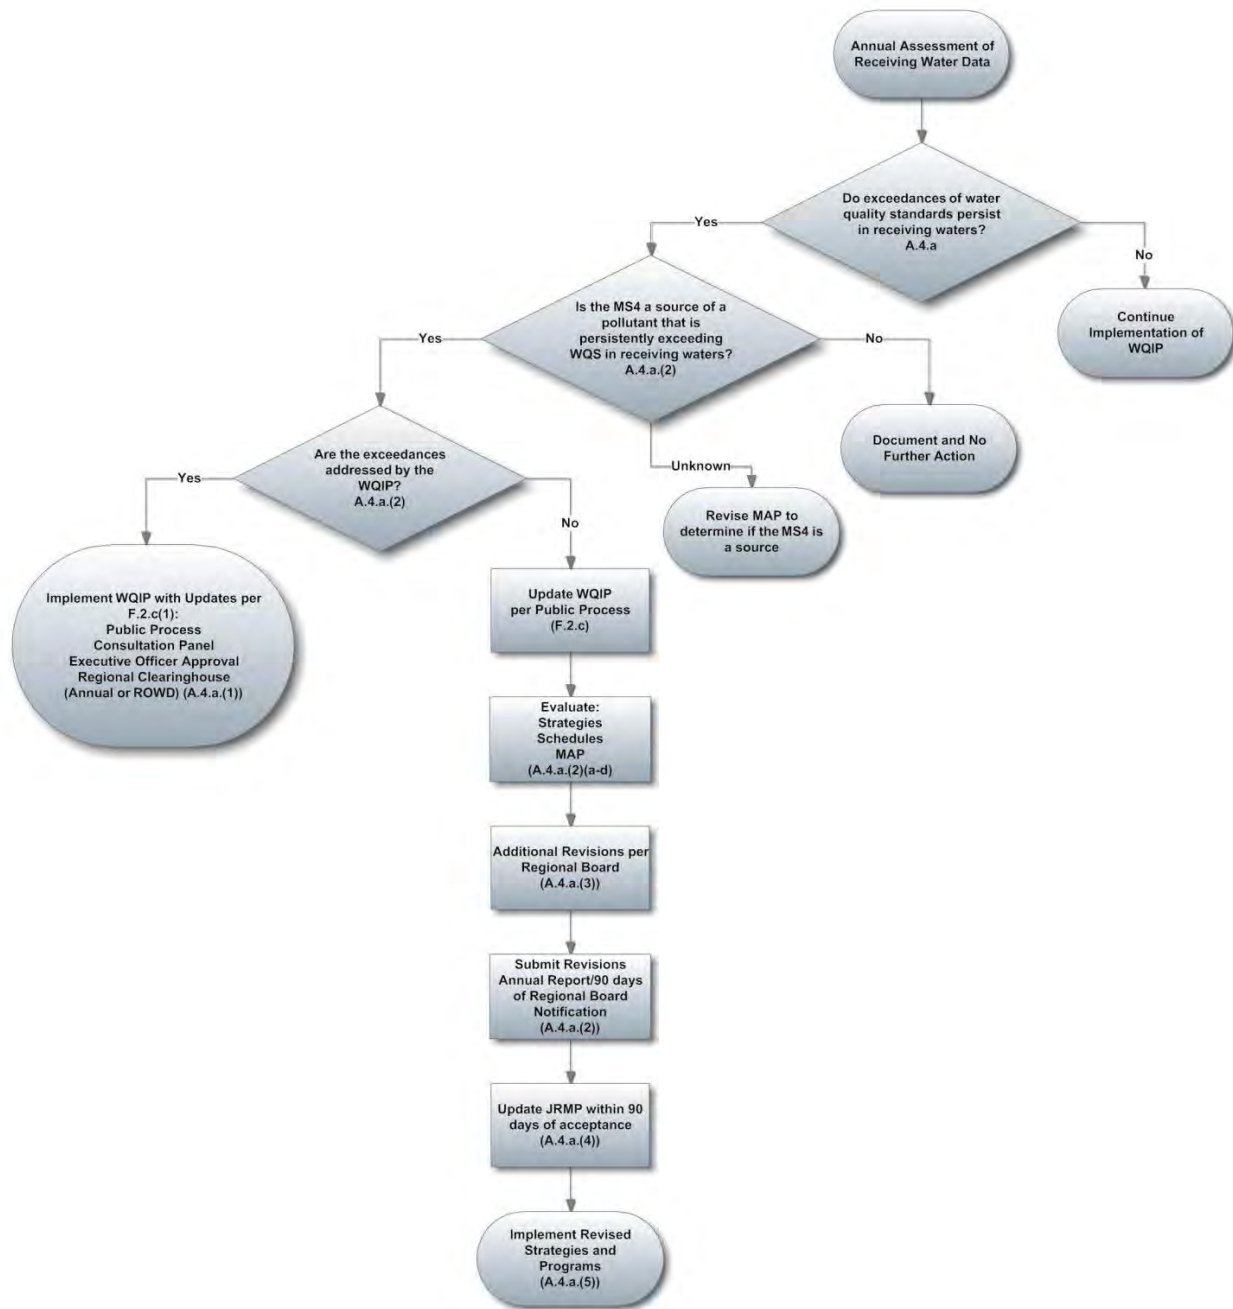 Annual Assessment of
Receiving Water Data
Do exceedances of water
quality standards persist
in receiving waters?
A.4.a
Yes
No
Continue
Implementation of
WQIP
Is the MS4 a source of a
pollutant that is
persistently exceeding
WQS in receiving waters?
A.4.a.(2)
Yes
No
Document and No
Further Action
Unknown
Revise MAP to
determine if the MS4 is
a source
Are the exceedances
addressed by the
WQIP?
A.4.a.(2)
Yes
No
Implement WQIP with Updates per
F.2.c(1):
Public Process
Consultation Panel
Executive Officer Approval
Regional Clearinghouse
(Annual or ROWD) (A.4.a.(1))
Update WQIP
per Public Process
(F.2.c)
Evaluate:
Strategies
Schedules
MAP
(A.4.a.(2)(a-d)
Additional Revisions per
Regional Board
(A.4.a.(3))
Submit Revisions
Annual Report/90 days
of Regional Board
Notification
(A.4.a.(2))
Update JRMP within 90
days of acceptance
(A.4.a.(4))
Implement Revised
Strategies and
Programs
(A.4.a.(5))